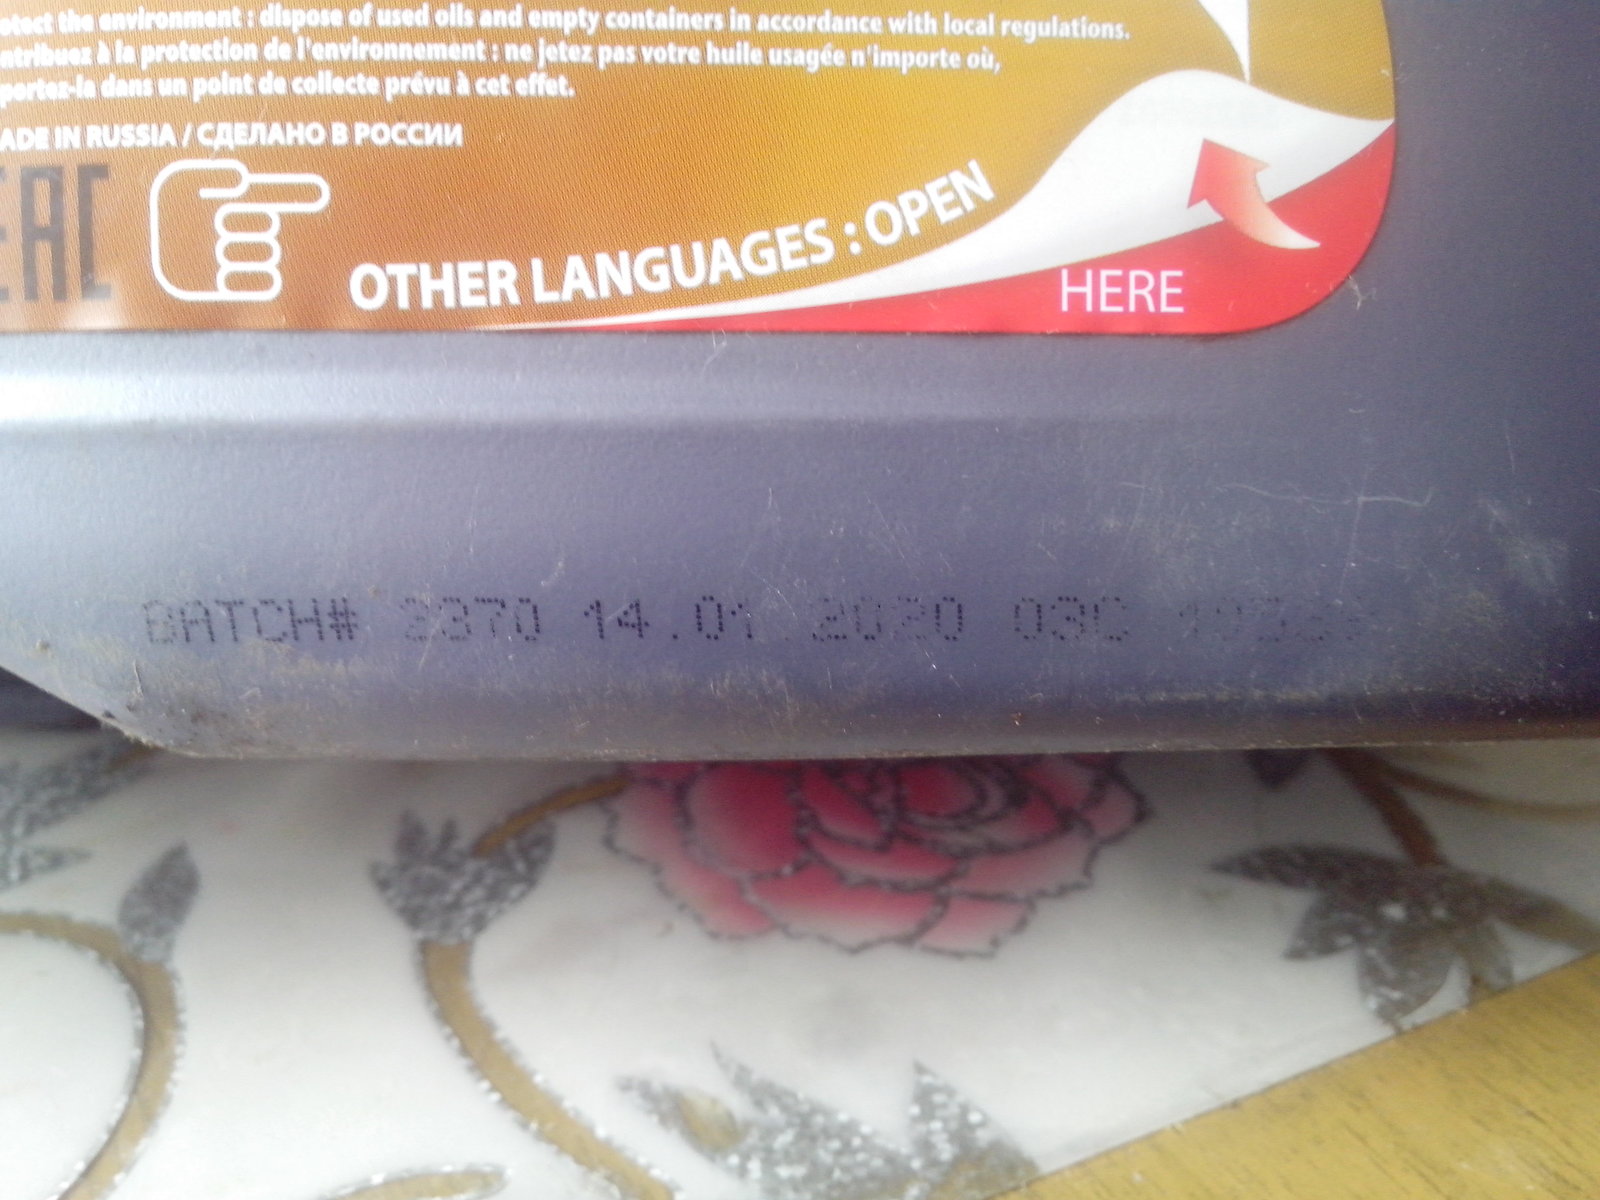 otect the environment : dispose of used oils and empty containers in accordance with local regulations.
ntribuez à la protection de l'environnement : ne jetez pas votre huile usagée n'importe où,
portez-la dans un point de collecte prévu à cet effet.
ADE IN RUSSIA / СДЕЛАНО В РОССИИ
EAC
OTHER LANGUAGES : OPEN
HERE
BATCH# 3370 14.01.2020 03C